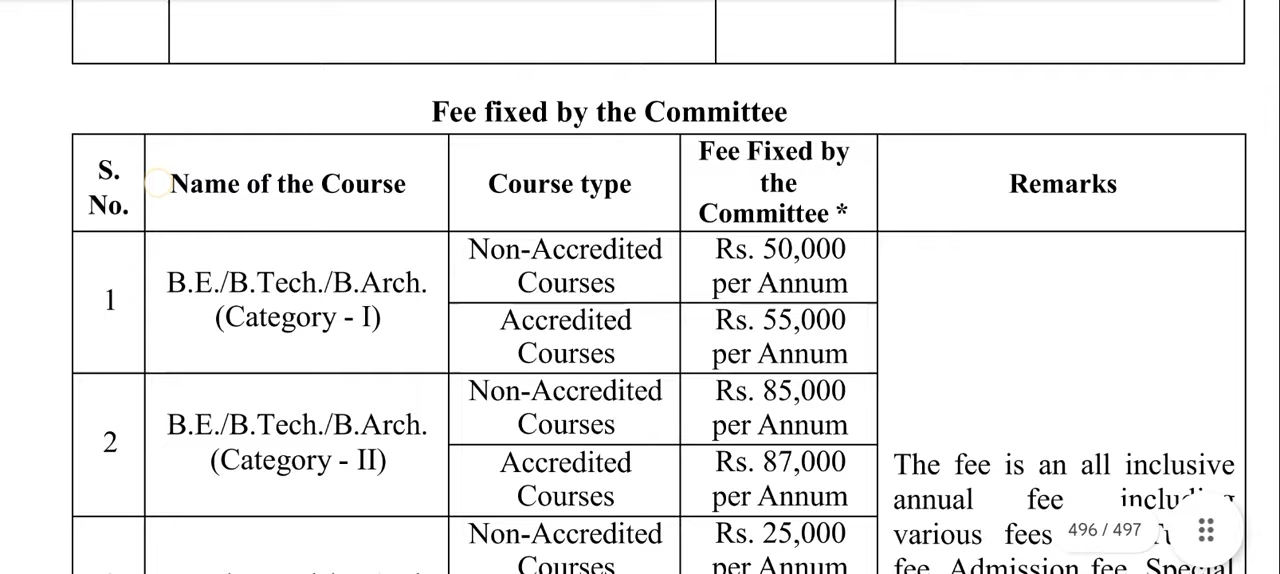 Fee fixed by the Committee
S.
No.
Name of the Course
Course type
Fee Fixed by
the
Committee *
Remarks
1
B.E./B.Tech./B.Arch.
(Category - I)
Non-Accredited
Courses
Rs. 50,000
per Annum
Accredited
Courses
Rs. 55,000
per Annum
2
B.E./B.Tech./B.Arch.
(Category - II)
Non-Accredited
Courses
Rs. 85,000
per Annum
Accredited
Courses
Rs. 87,000
per Annum
Non-Accredited
Courses
Rs. 25,000
per Annum
The fee is an all inclusive
annual fee
various fees
fee, Admission fee, Special
496 / 497